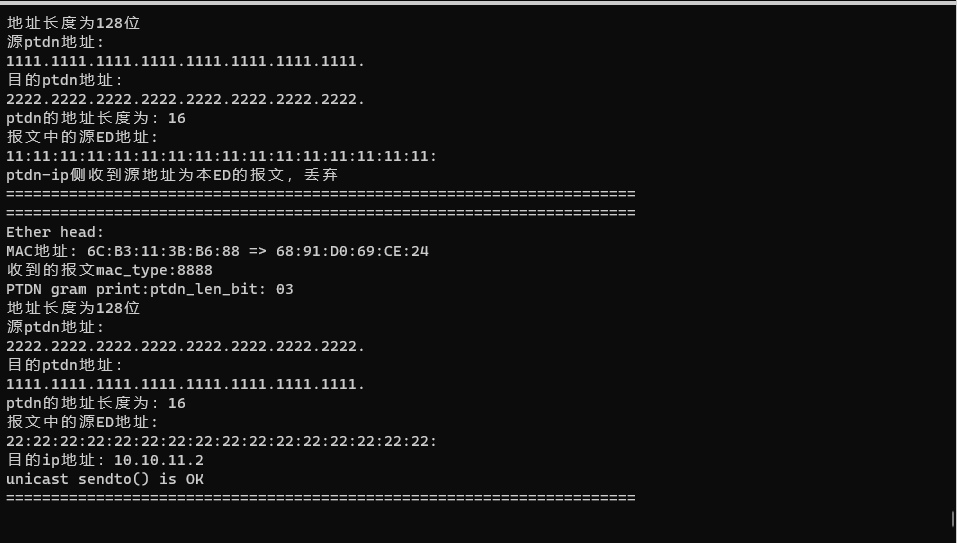 地址长度为128位
源ptdn地址:
1111.1111.1111.1111.1111.1111.1111.1111.
目的ptdn地址:
2222.2222.2222.2222.2222.2222.2222.2222.
ptdn的地址长度为: 16
报文中的源ED地址:
11:11:11:11:11:11:11:11:11:11:11:11:11:11:11:11:
ptdn-ip侧收到源地址为本ED的报文, 丢弃
======================================================================
======================================================================
Ether head:
MAC地址: 6C:B3:11:3B:B6:88 => 68:91:D0:69:CE:24
收到的报文mac_type:8888
PTDN gram print:ptdn_len_bit: 03
地址长度为128位
源ptdn地址:
2222.2222.2222.2222.2222.2222.2222.2222.
目的ptdn地址:
1111.1111.1111.1111.1111.1111.1111.1111.
ptdn的地址长度为: 16
报文中的源ED地址:
22:22:22:22:22:22:22:22:22:22:22:22:22:22:22:22:
目的ip地址: 10.10.11.2
unicast sendto() is OK
======================================================================